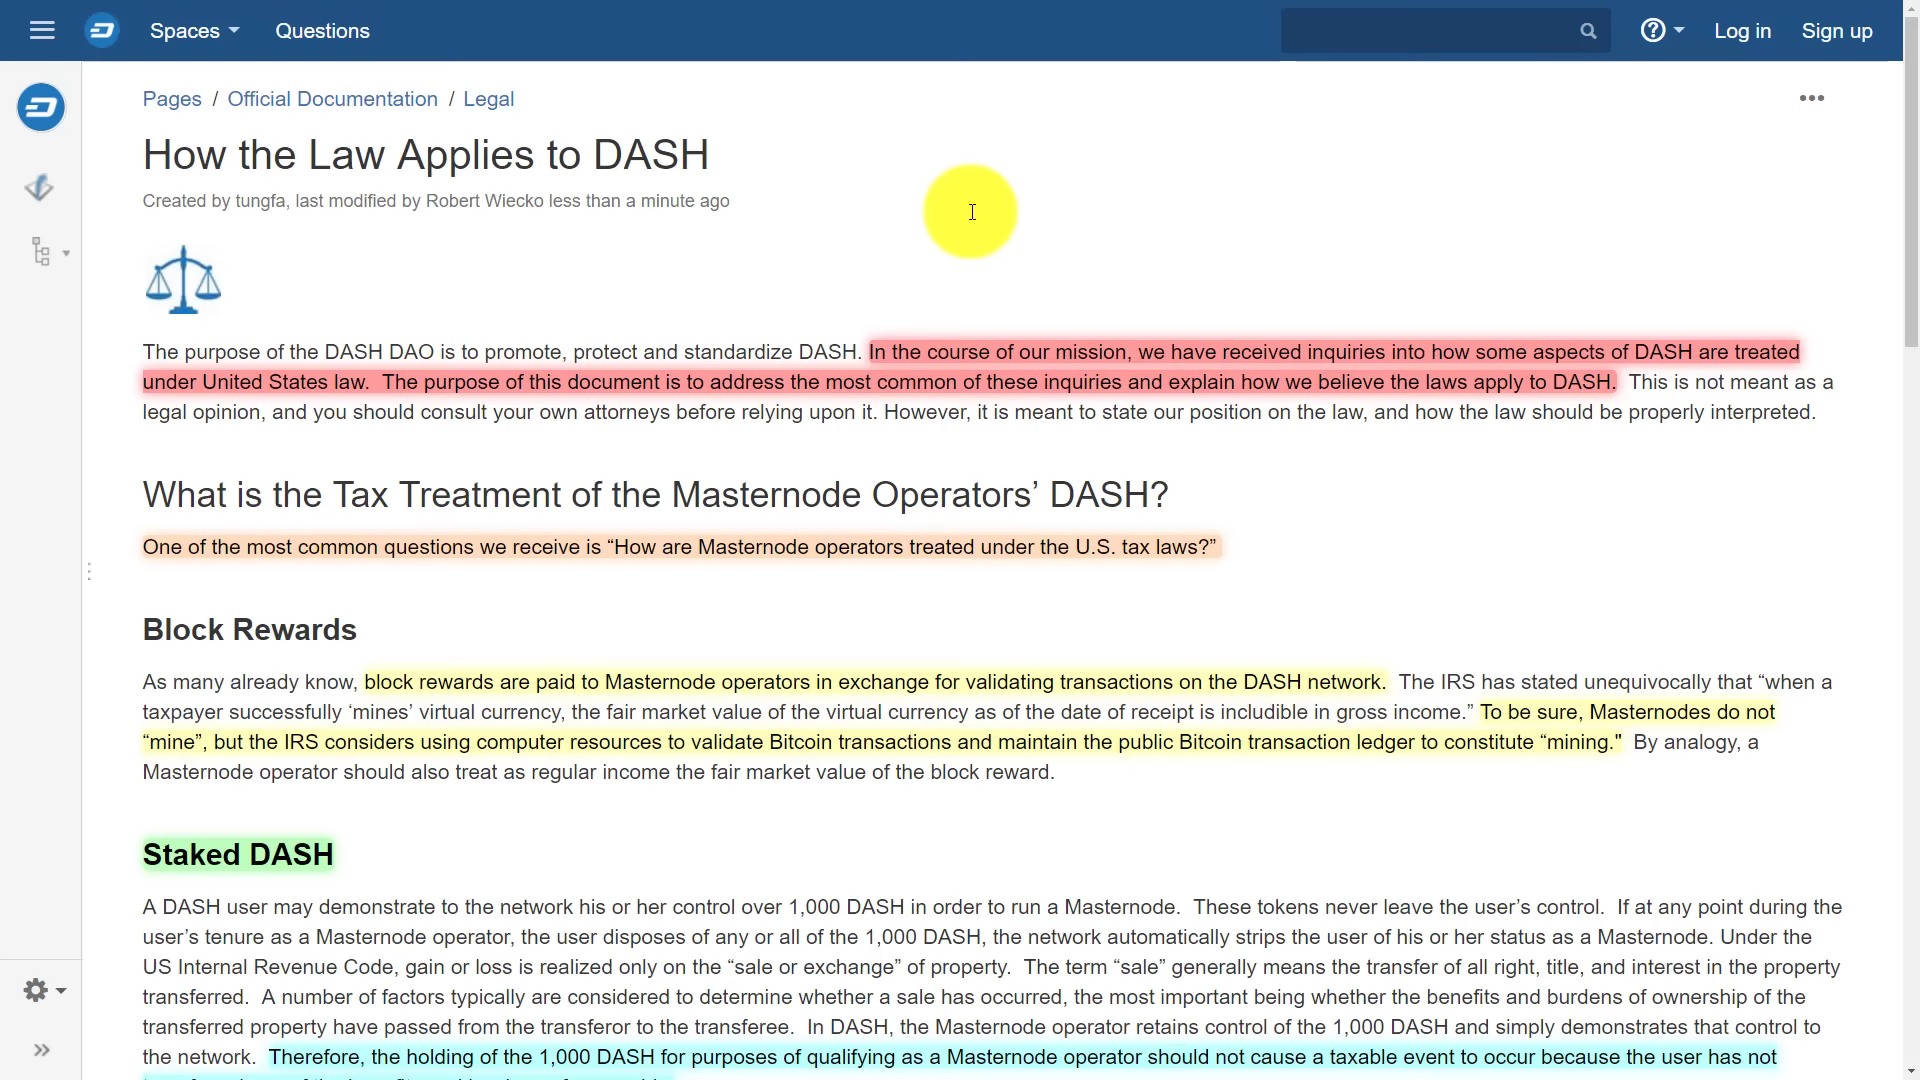 Spaces Questions Log in Sign up
Pages / Official Documentation / Legal
How the Law Applies to DASH
Created by tungfa, last modified by Robert Wiecko less than a minute ago
The purpose of the DASH DAO is to promote, protect and standardize DASH. In the course of our mission, we have received inquiries into how some aspects of DASH are treated
under United States law. The purpose of this document is to address the most common of these inquiries and explain how we believe the laws apply to DASH. This is not meant as a
legal opinion, and you should consult your own attorneys before relying upon it. However, it is meant to state our position on the law, and how the law should be properly interpreted.
What is the Tax Treatment of the Masternode Operators’ DASH?
One of the most common questions we receive is “How are Masternode operators treated under the U.S. tax laws?”
Block Rewards
As many already know, block rewards are paid to Masternode operators in exchange for validating transactions on the DASH network. The IRS has stated unequivocally that “when a
taxpayer successfully ‘mines’ virtual currency, the fair market value of the virtual currency as of the date of receipt is includible in gross income.” To be sure, Masternodes do not
“mine”, but the IRS considers using computer resources to validate Bitcoin transactions and maintain the public Bitcoin transaction ledger to constitute “mining." By analogy, a
Masternode operator should also treat as regular income the fair market value of the block reward.
Staked DASH
A DASH user may demonstrate to the network his or her control over 1,000 DASH in order to run a Masternode. These tokens never leave the user’s control. If at any point during the
user’s tenure as a Masternode operator, the user disposes of any or all of the 1,000 DASH, the network automatically strips the user of his or her status as a Masternode. Under the
US Internal Revenue Code, gain or loss is realized only on the “sale or exchange” of property. The term “sale” generally means the transfer of all right, title, and interest in the property
transferred. A number of factors typically are considered to determine whether a sale has occurred, the most important being whether the benefits and burdens of ownership of the
transferred property have passed from the transferor to the transferee. In DASH, the Masternode operator retains control of the 1,000 DASH and simply demonstrates that control to
the network. Therefore, the holding of the 1,000 DASH for purposes of qualifying as a Masternode operator should not cause a taxable event to occur because the user has not